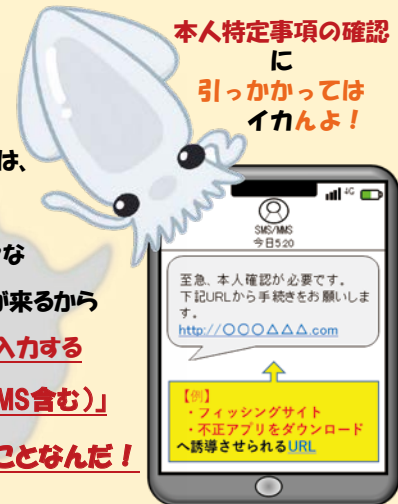 本人特定事項の確認
に
引っかかっては
イカんよ！
は、
な
が来るから
入力する
MS含む）」
ことなんだ！
4G
SMS/MMS
今日5:20
至急、本人確認が必要です。
下記URLから手続きをお願いしま
す。
http://〇〇〇△△△.com
【例】
・フィッシングサイト
・不正アプリをダウンロード
へ誘導させられるURL